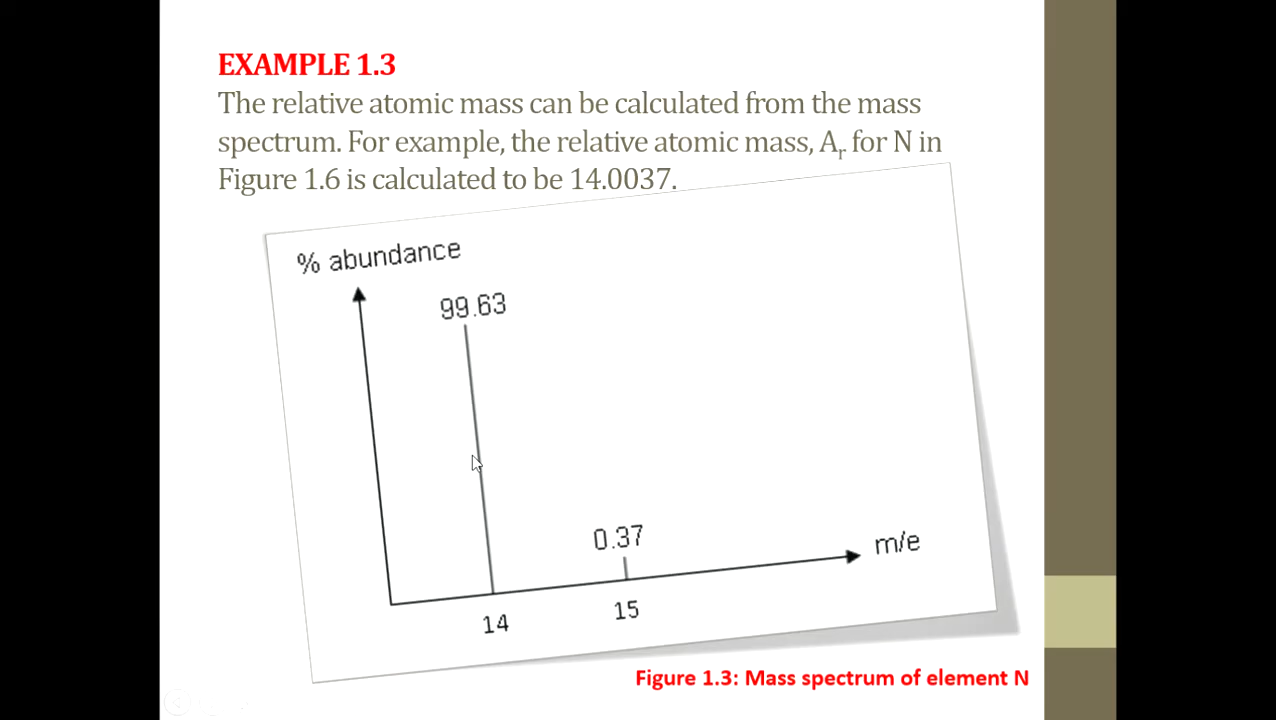 EXAMPLE 1.3
The relative atomic mass can be calculated from the mass
spectrum. For example, the relative atomic mass, Ar for N in
Figure 1.6 is calculated to be 14.0037.
% abundance
99.63
0.37
m/e
14
15
Figure 1.3: Mass spectrum of element N